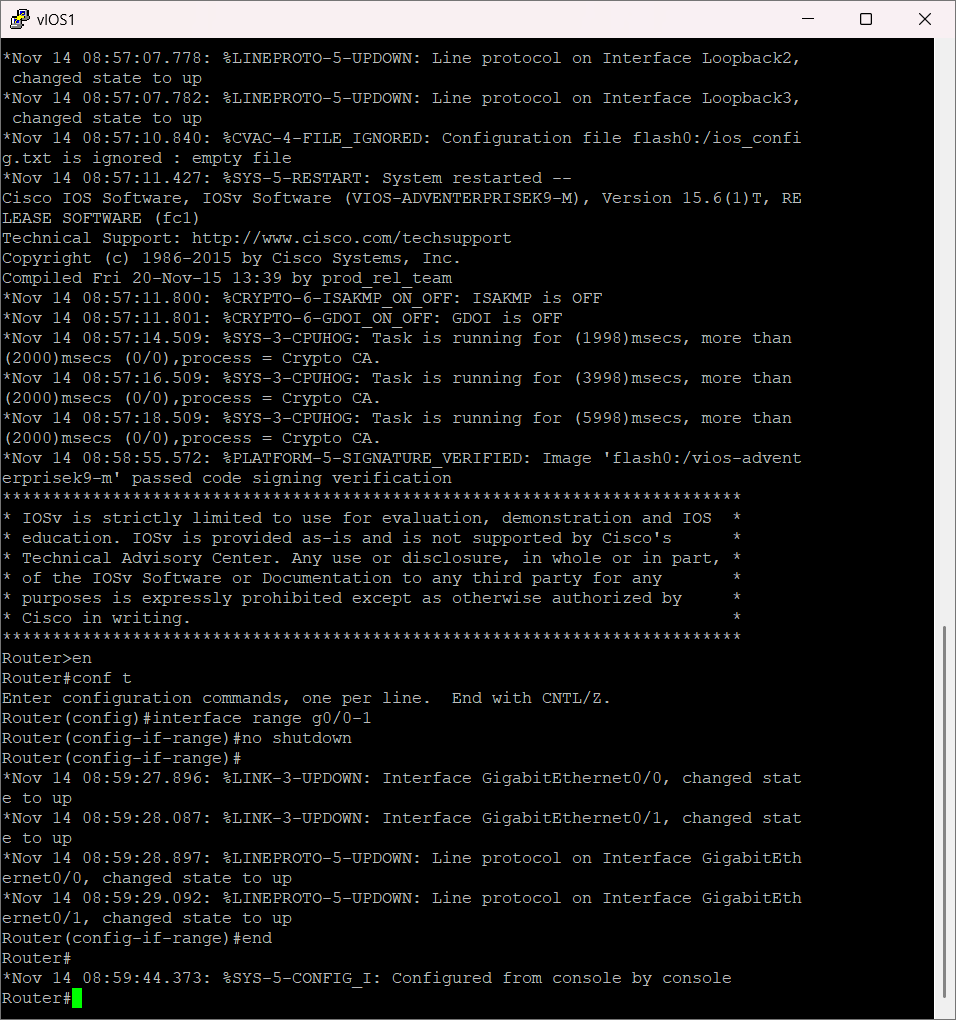 vIOS1
*Nov 14 08:57:07.778: %LINEPROTO-5-UPDOWN: Line protocol on Interface Loopback2,
 changed state to up
*Nov 14 08:57:07.782: %LINEPROTO-5-UPDOWN: Line protocol on Interface Loopback3,
 changed state to up
*Nov 14 08:57:10.840: %CVAC-4-FILE_IGNORED: Configuration file flash0:/ios_confi
g.txt is ignored : empty file
*Nov 14 08:57:11.427: %SYS-5-RESTART: System restarted --
Cisco IOS Software, IOSv Software (VIOS-ADVENTERPRISEK9-M), Version 15.6(1)T, RE
LEASE SOFTWARE (fc1)
Technical Support: http://www.cisco.com/techsupport
Copyright (c) 1986-2015 by Cisco Systems, Inc.
Compiled Fri 20-Nov-15 13:39 by prod_rel_team
*Nov 14 08:57:11.800: %CRYPTO-6-ISAKMP_ON_OFF: ISAKMP is OFF
*Nov 14 08:57:11.801: %CRYPTO-6-GDOI_ON_OFF: GDOI is OFF
*Nov 14 08:57:14.509: %SYS-3-CPUHOG: Task is running for (1998)msecs, more than
(2000)msecs (0/0),process = Crypto CA.
*Nov 14 08:57:16.509: %SYS-3-CPUHOG: Task is running for (3998)msecs, more than
(2000)msecs (0/0),process = Crypto CA.
*Nov 14 08:57:18.509: %SYS-3-CPUHOG: Task is running for (5998)msecs, more than
(2000)msecs (0/0),process = Crypto CA.
*Nov 14 08:58:55.572: %PLATFORM-5-SIGNATURE_VERIFIED: Image 'flash0:/vios-advent
erprisek9-m' passed code signing verification
**************************************************************************
* IOSv is strictly limited to use for evaluation, demonstration and IOS  *
* education. IOSv is provided as-is and is not supported by Cisco's      *
* Technical Advisory Center. Any use or disclosure, in whole or in part, *
* of the IOSv Software or Documentation to any third party for any       *
* purposes is expressly prohibited except as otherwise authorized by     *
* Cisco in writing.                                                      *
**************************************************************************
Router>en
Router#conf t
Enter configuration commands, one per line.  End with CNTL/Z.
Router(config)#interface range g0/0-1
Router(config-if-range)#no shutdown
Router(config-if-range)#
*Nov 14 08:59:27.896: %LINK-3-UPDOWN: Interface GigabitEthernet0/0, changed stat
e to up
*Nov 14 08:59:28.087: %LINK-3-UPDOWN: Interface GigabitEthernet0/1, changed stat
e to up
*Nov 14 08:59:28.897: %LINEPROTO-5-UPDOWN: Line protocol on Interface GigabitEth
ernet0/0, changed state to up
*Nov 14 08:59:29.092: %LINEPROTO-5-UPDOWN: Line protocol on Interface GigabitEth
ernet0/1, changed state to up
Router(config-if-range)#end
Router#
*Nov 14 08:59:44.373: %SYS-5-CONFIG_I: Configured from console by console
Router#